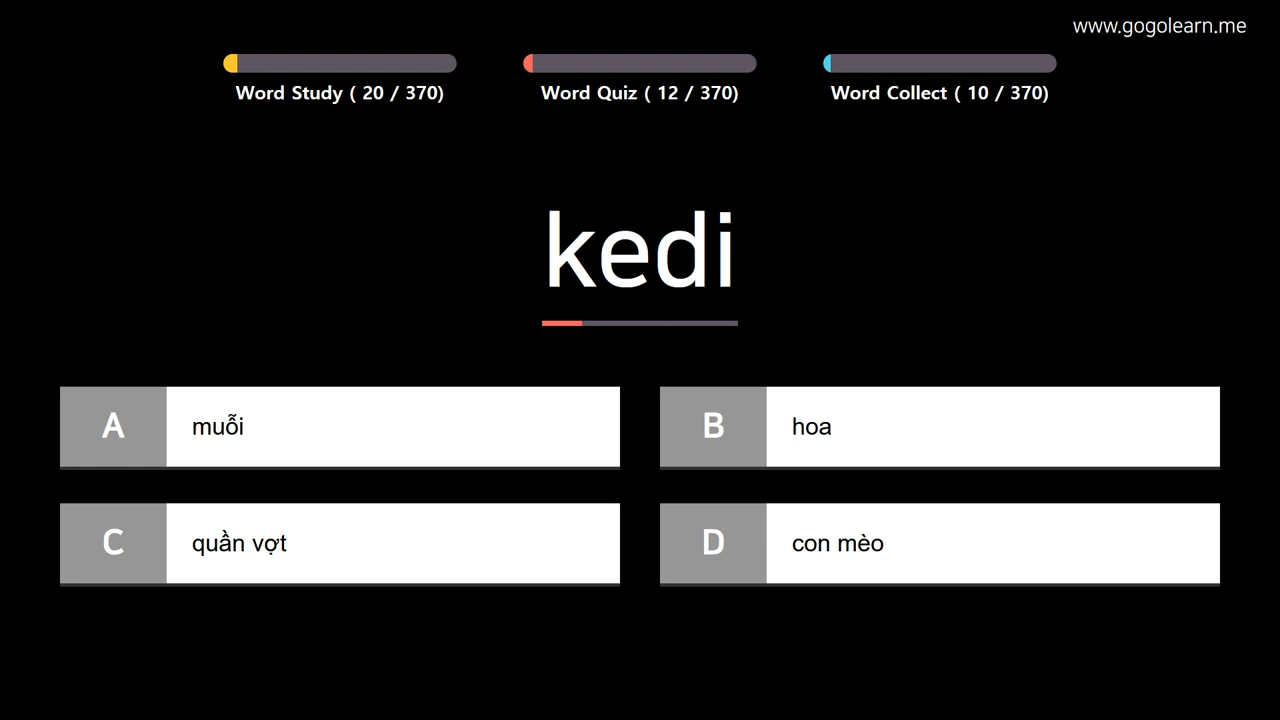 www.gogolearn.me
Word Study ( 20 / 370)
Word Quiz ( 12 / 370)
Word Collect ( 10 / 370)
kedi
A muỗi
B hoa
C quần vợt
D con mèo